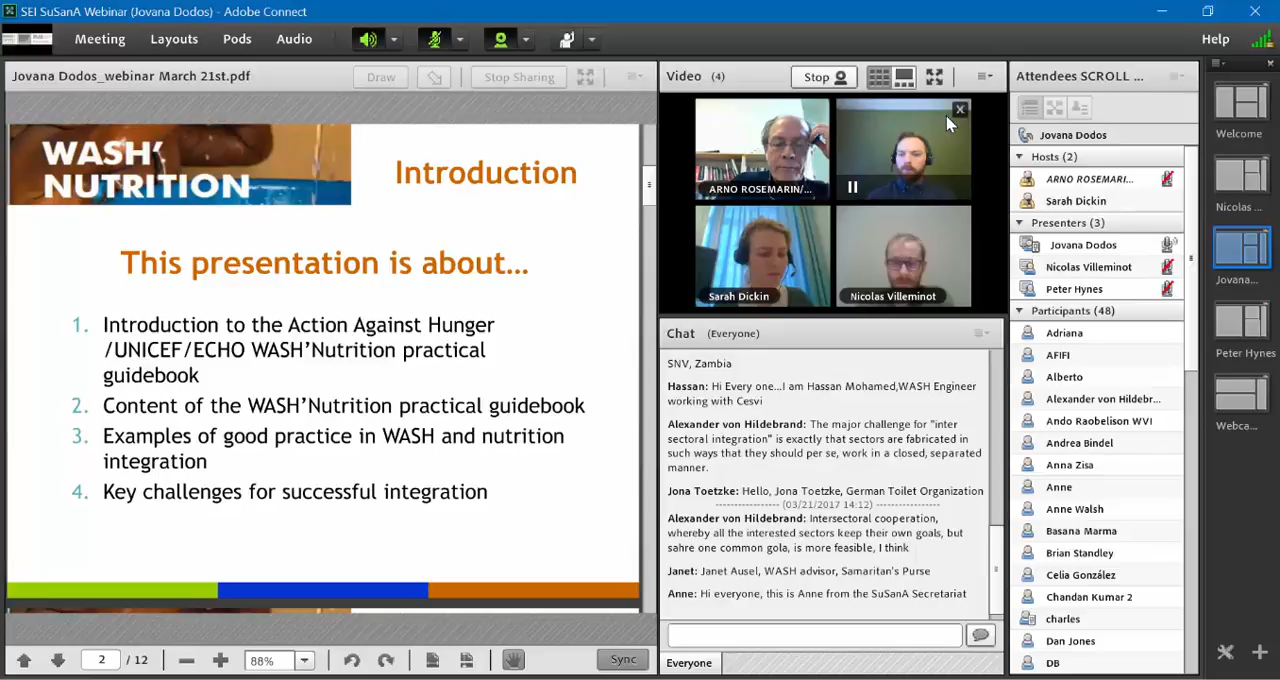 SEI SuSanA Webinar (Jovana Dodos) - Adobe Connect
Meeting Layouts Pods Audio Help
Jovana Dodos_webinar March 21st.pdf
Draw
Stop Sharing
WASH'
NUTRITION
Introduction
This presentation is about...
1. Introduction to the Action Against Hunger
/UNICEF/ECHO WASH'Nutrition practical
guidebook
2. Content of the WASH'Nutrition practical guidebook
3. Examples of good practice in WASH and nutrition
integration
4. Key challenges for successful integration
2 / 12
88%
Sync
Video (4)
Stop
ARNO ROSEMARIN/...
Sarah Dickin
Nicolas Villeminot
Chat (Everyone)
SNV, Zambia
Hassan: Hi Every one...I am Hassan Mohamed,WASH Engineer
working with Cesvi
Alexander von Hildebrand: The major challenge for "inter
sectoral integration" is exactly that sectors are fabricated in
such ways that they should per se, work in a closed, separated
manner.
Jona Toetzke: Hello, Jona Toetzke, German Toilet Organization
---------------- (03/21/2017 14:12) ----------------
Alexander von Hildebrand: Intersectoral cooperation,
whereby all the interested sectors keep their own goals, but
sahre one common gola, is more feasible, I think
Janet: Janet Ausel, WASH advisor, Samaritan's Purse
Anne: Hi everyone, this is Anne from the SuSanA Secretariat
Everyone
Attendees SCROLL ...
Jovana Dodos
Hosts (2)
ARNO ROSEMARI...
Sarah Dickin
Presenters (3)
Jovana Dodos
Nicolas Villeminot
Peter Hynes
Participants (48)
Adriana
AFIFI
Alberto
Alexander von Hildebr...
Ando Raobelison WVI
Andrea Bindel
Anna Zisa
Anne
Anne Walsh
Basana Marma
Brian Standley
Celia González
Chandan Kumar 2
charles
Dan Jones
DB
Welcome
Nicolas ...
Jovana...
Peter Hynes
Webca...